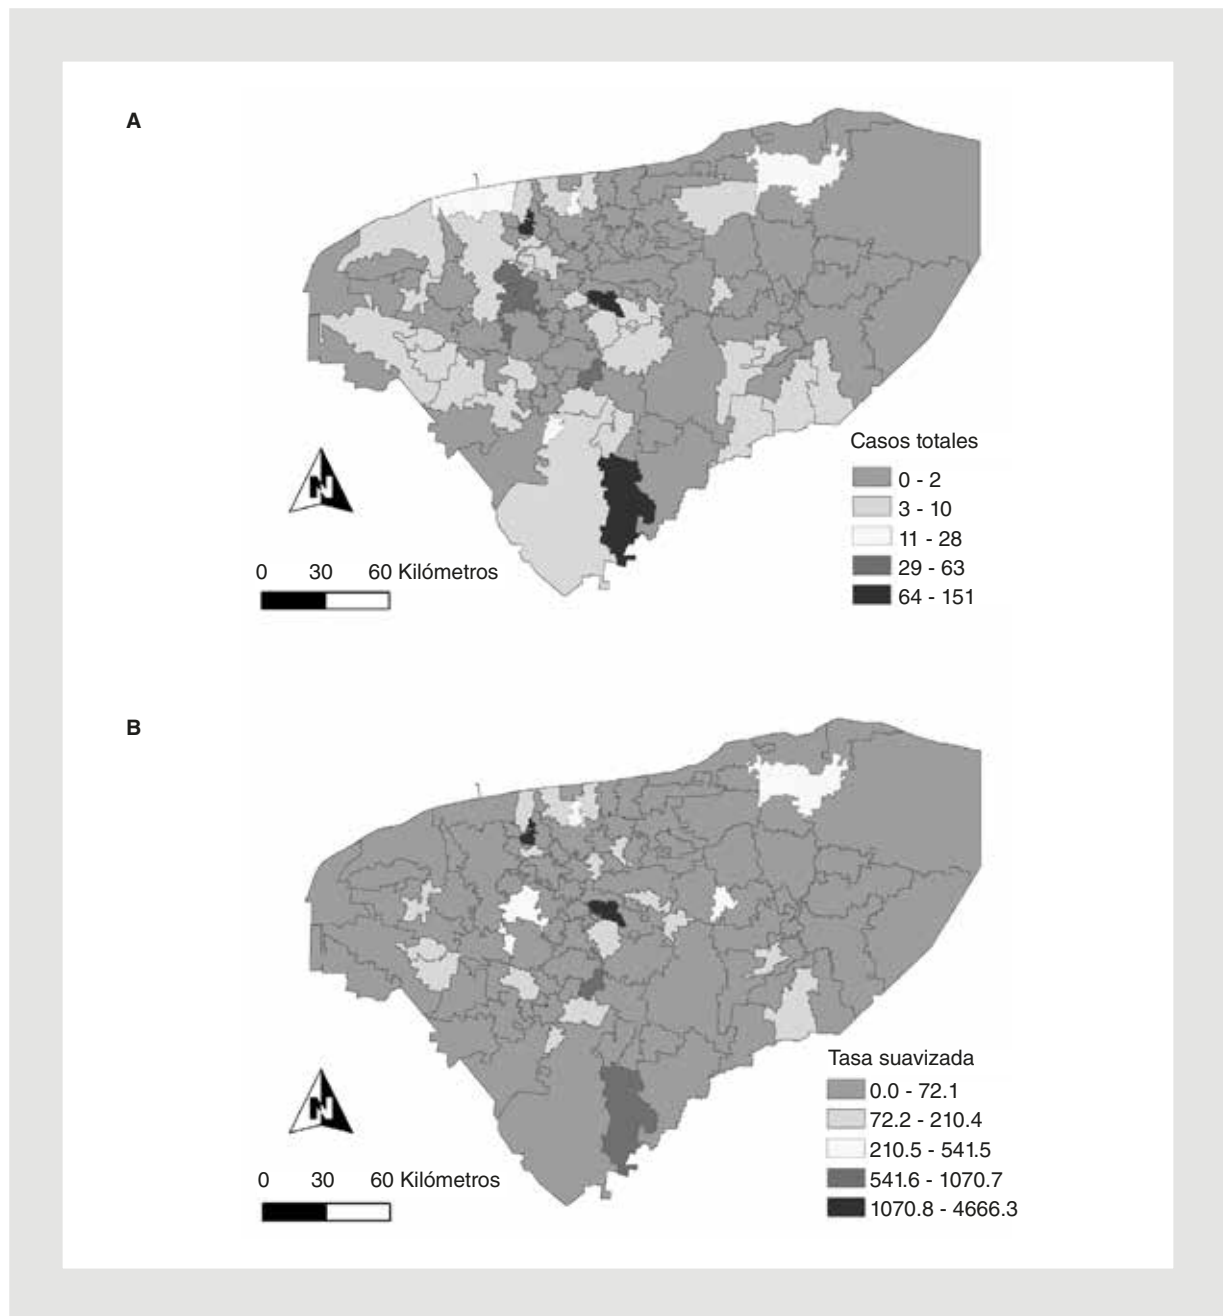 A
Casos totales
0 - 2
3 - 10
11 - 28
29 - 63
64 - 151
N
0 30 60 Kilómetros
B
Tasa suavizada
0.0 - 72.1
72.2 - 210.4
210.5 - 541.5
541.6 - 1070.7
1070.8 - 4666.3
N
0 30 60 Kilómetros